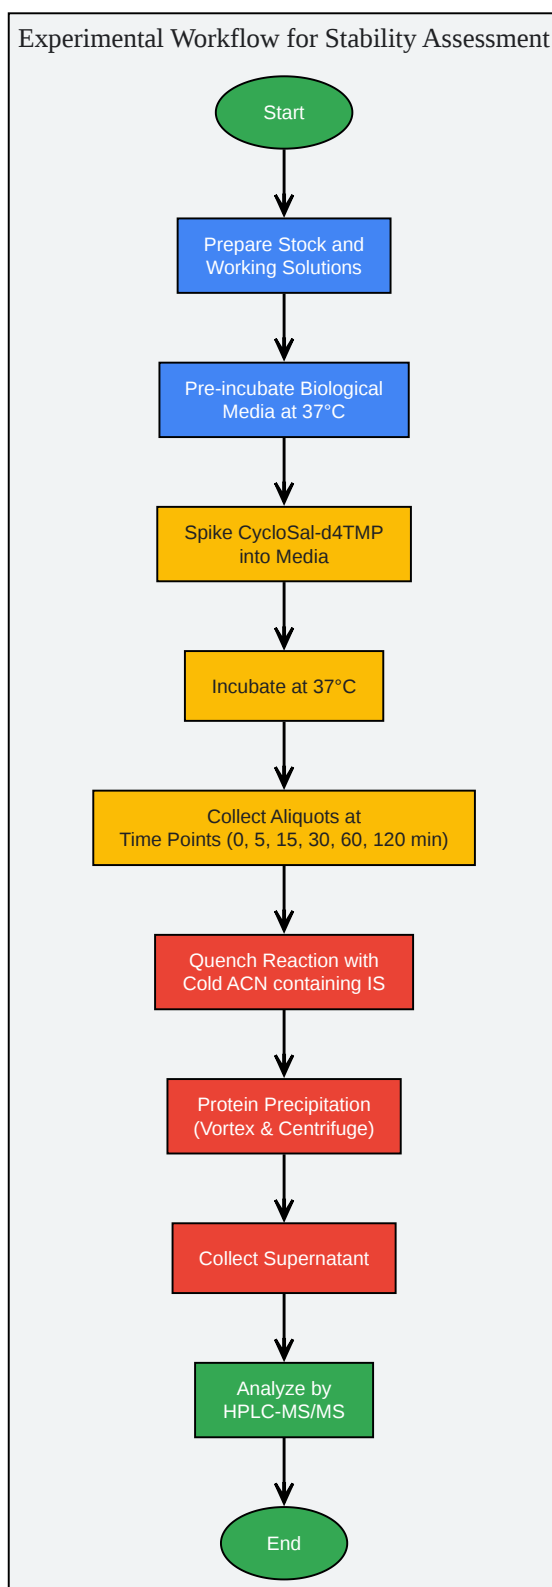 Experimental Workflow for Stability Assessment
Start
Prepare Stock and
Working Solutions
Pre-incubate Biological
Media at 37°C
Spike CycloSal-d4TMP
into Media
Incubate at 37°C
Collect Aliquots at
Time Points (0, 5, 15, 30, 60, 120 min)
Quench Reaction with
Cold ACN containing IS
Protein Precipitation
(Vortex & Centrifuge)
Collect Supernatant
Analyze by
HPLC-MS/MS
End